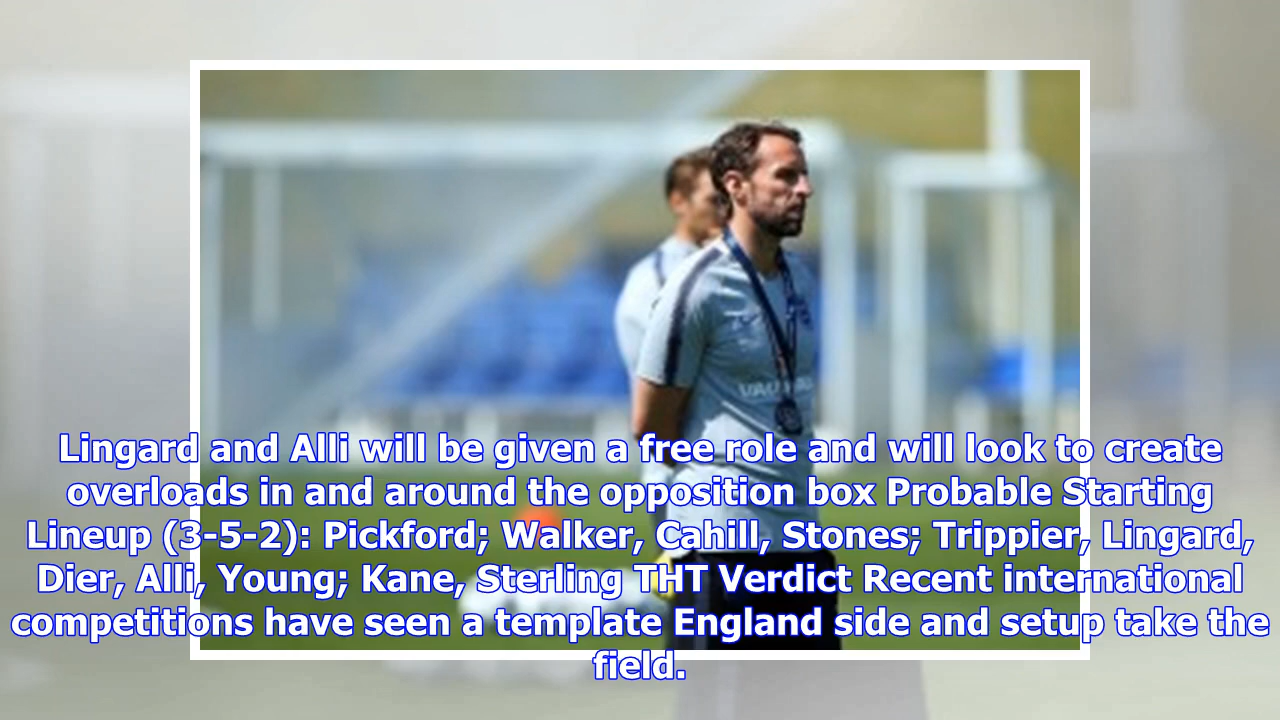 Lingard and Alli will be given a free role and will look to create
overloads in and around the opposition box Probable Starting
Lineup (3-5-2): Pickford; Walker, Cahill, Stones; Trippier, Lingard,
Dier, Alli, Young; Kane, Sterling THT Verdict Recent international
competitions have seen a template England side and setup take the
field.